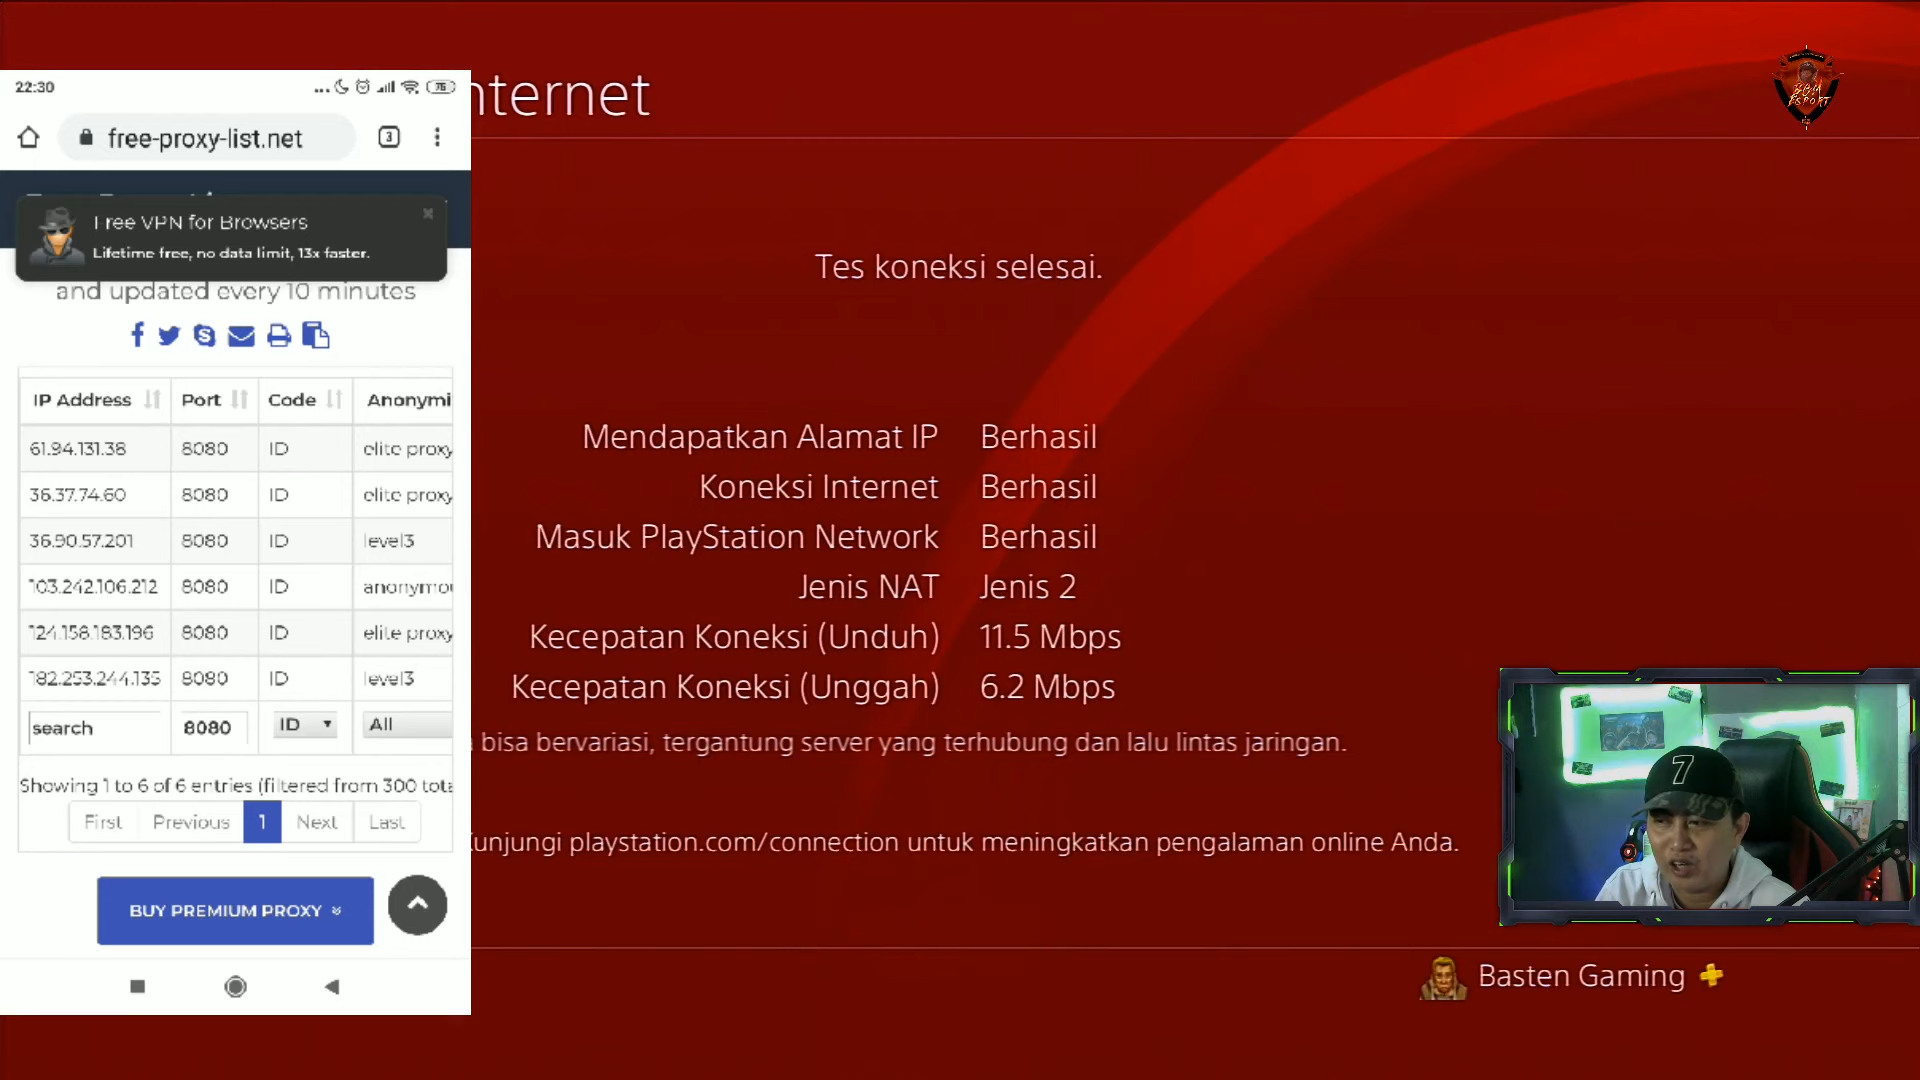 22:30
76
free-proxy-list.net
3
Free VPN for Browsers
Lifetime free, no data limit, 13x faster.
and updated every 10 minutes
IP Address Port Code Anonymi
61.94.131.38 8080 ID elite proxy
36.37.74.60 8080 ID elite proxy
36.90.57.201 8080 ID level3
103.242.106.212 8080 ID anonymo
124.158.183.196 8080 ID elite proxy
182.253.244.135 8080 ID level3
search 8080 ID All
Showing 1 to 6 of 6 entries (filtered from 300 tota
First Previous 1 Next Last
BUY PREMIUM PROXY
nternet
Tes koneksi selesai.
Mendapatkan Alamat IP Berhasil
Koneksi Internet Berhasil
Masuk PlayStation Network Berhasil
Jenis NAT Jenis 2
Kecepatan Koneksi (Unduh) 11.5 Mbps
Kecepatan Koneksi (Unggah) 6.2 Mbps
bisa bervariasi, tergantung server yang terhubung dan lalu lintas jaringan.
Kunjungi playstation.com/connection untuk meningkatkan pengalaman online Anda.
BGM
ESPORT
7
Basten Gaming